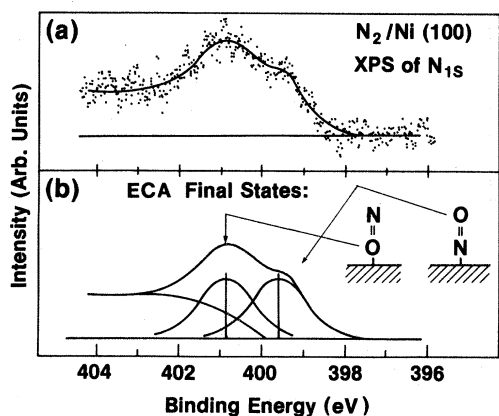 (a)
N2/Ni (100)
XPS of N1S
(b)
ECA Final States:
N
O
O
N
404
402
400
398
396
Binding Energy (eV)
Intensity (Arb. Units)